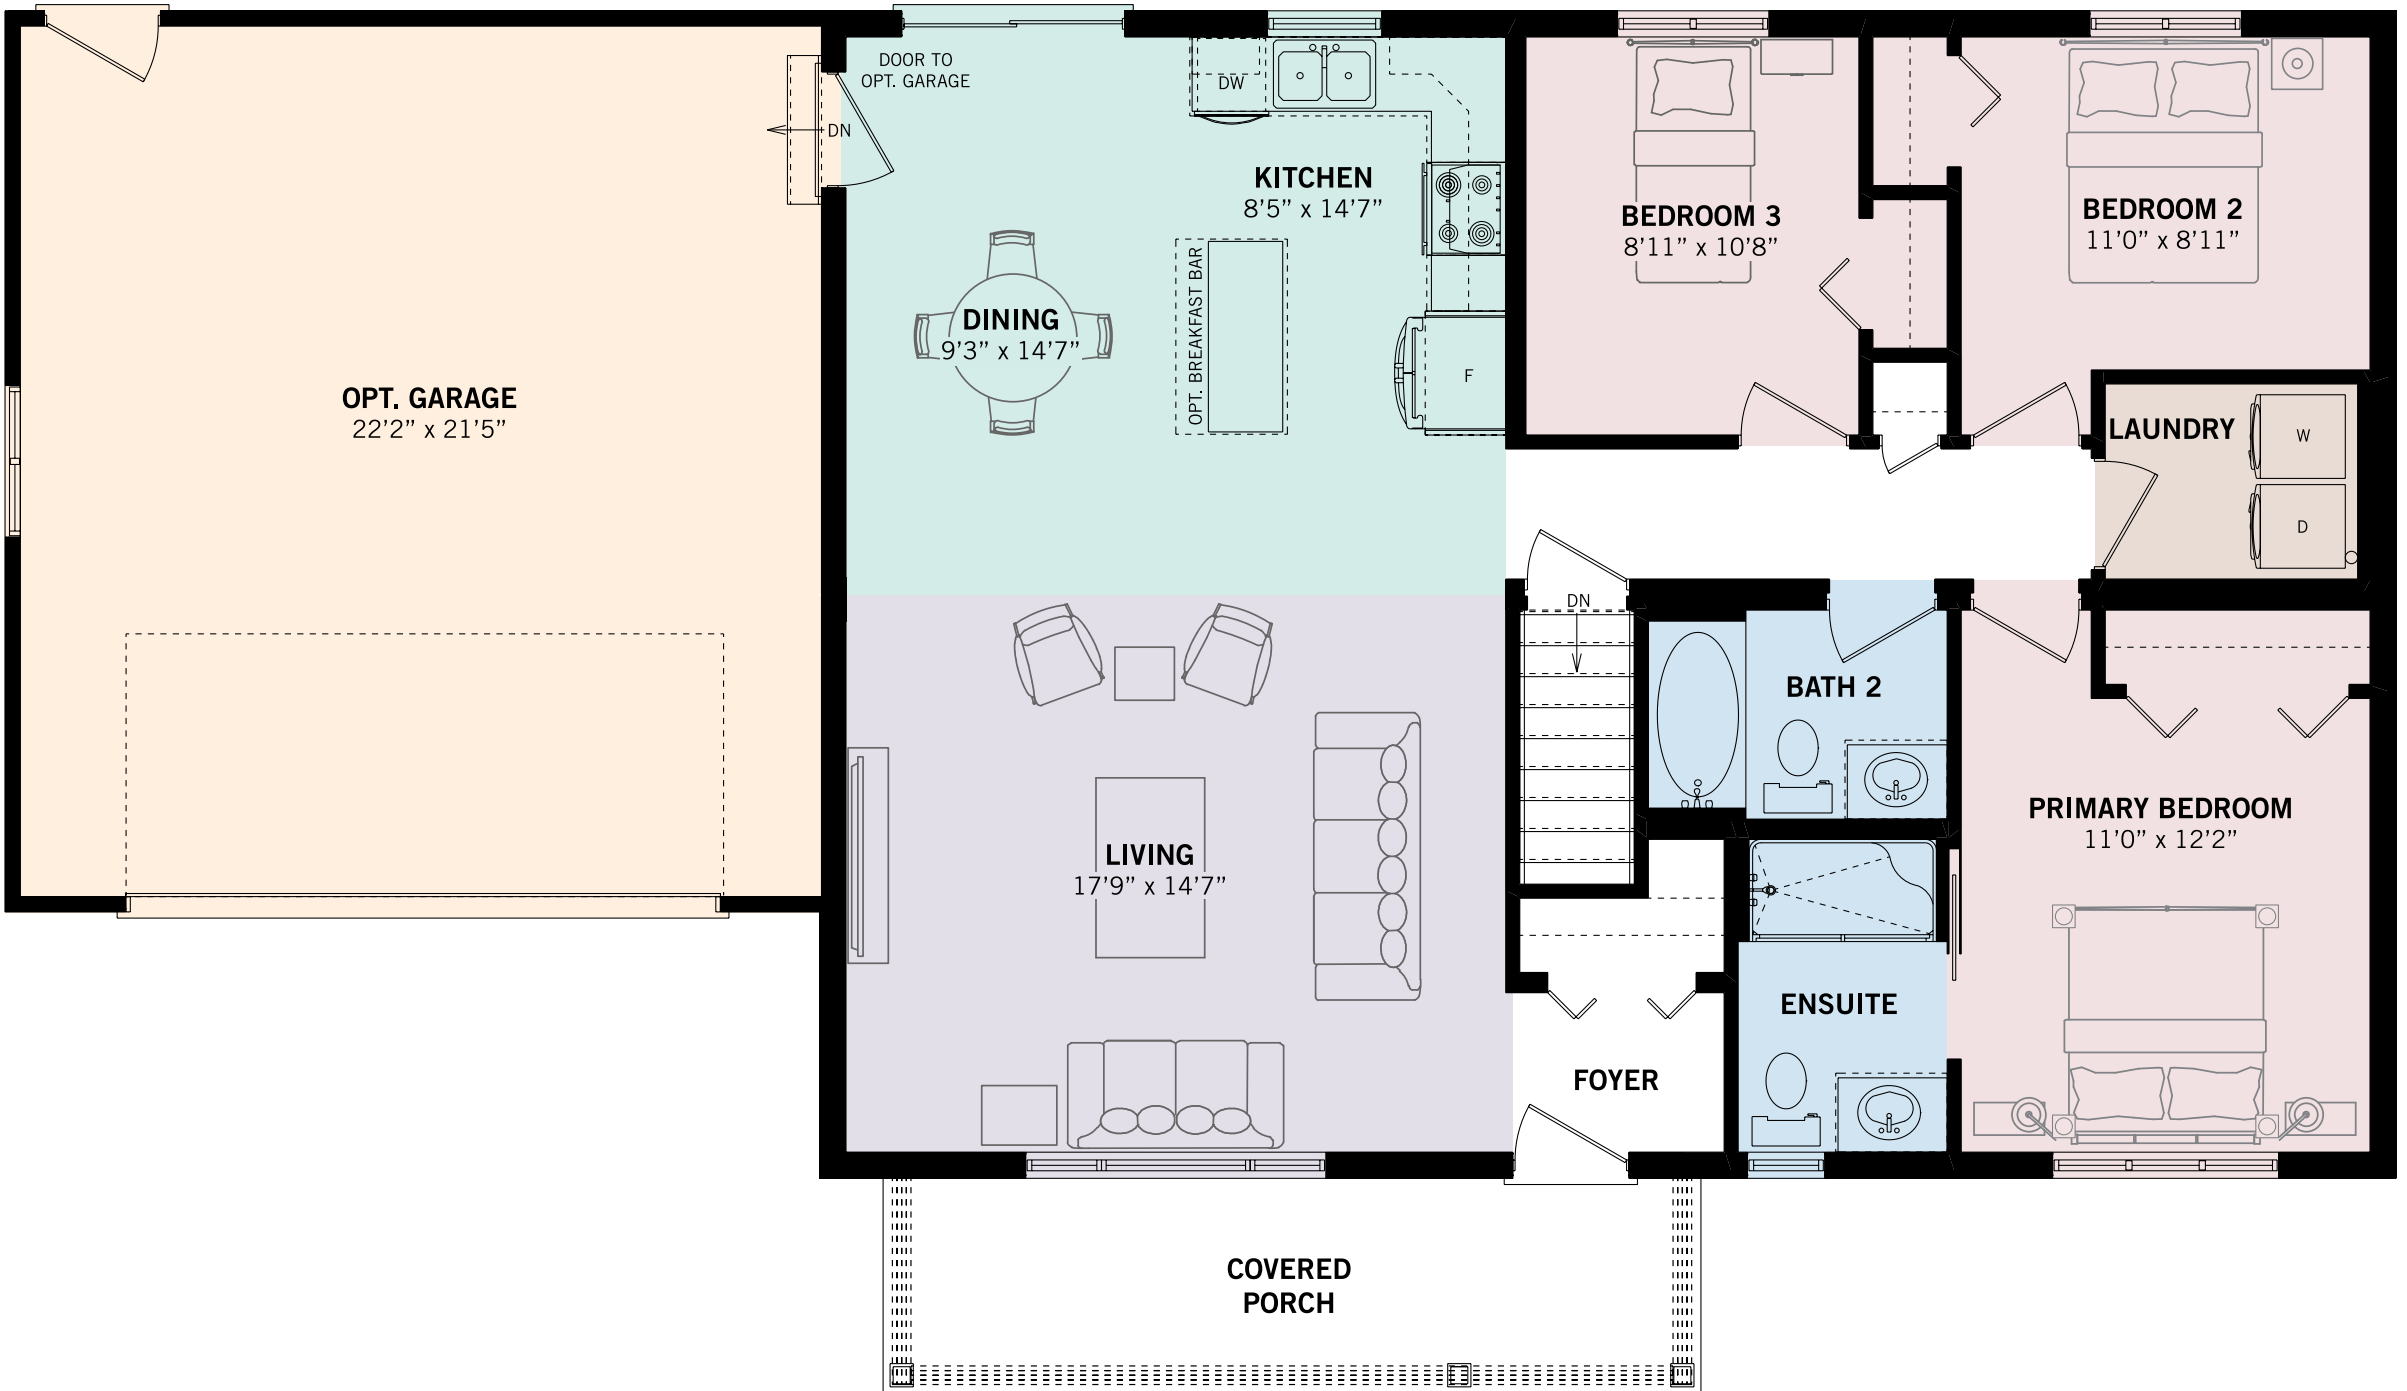 DOOR TO
OPT. GARAGE
DN
DW
KITCHEN
8’5” x 14’7”
BEDROOM 3
8’11” x 10’8”
BEDROOM 2
11’0” x 8’11”
DINING
9’3” x 14’7”
OPT. BREAKFAST BAR
F
OPT. GARAGE
22’2” x 21’5”
LAUNDRY
W
D
DN
BATH 2
PRIMARY BEDROOM
11’0” x 12’2”
LIVING
17’9” x 14’7”
ENSUITE
FOYER
COVERED
PORCH